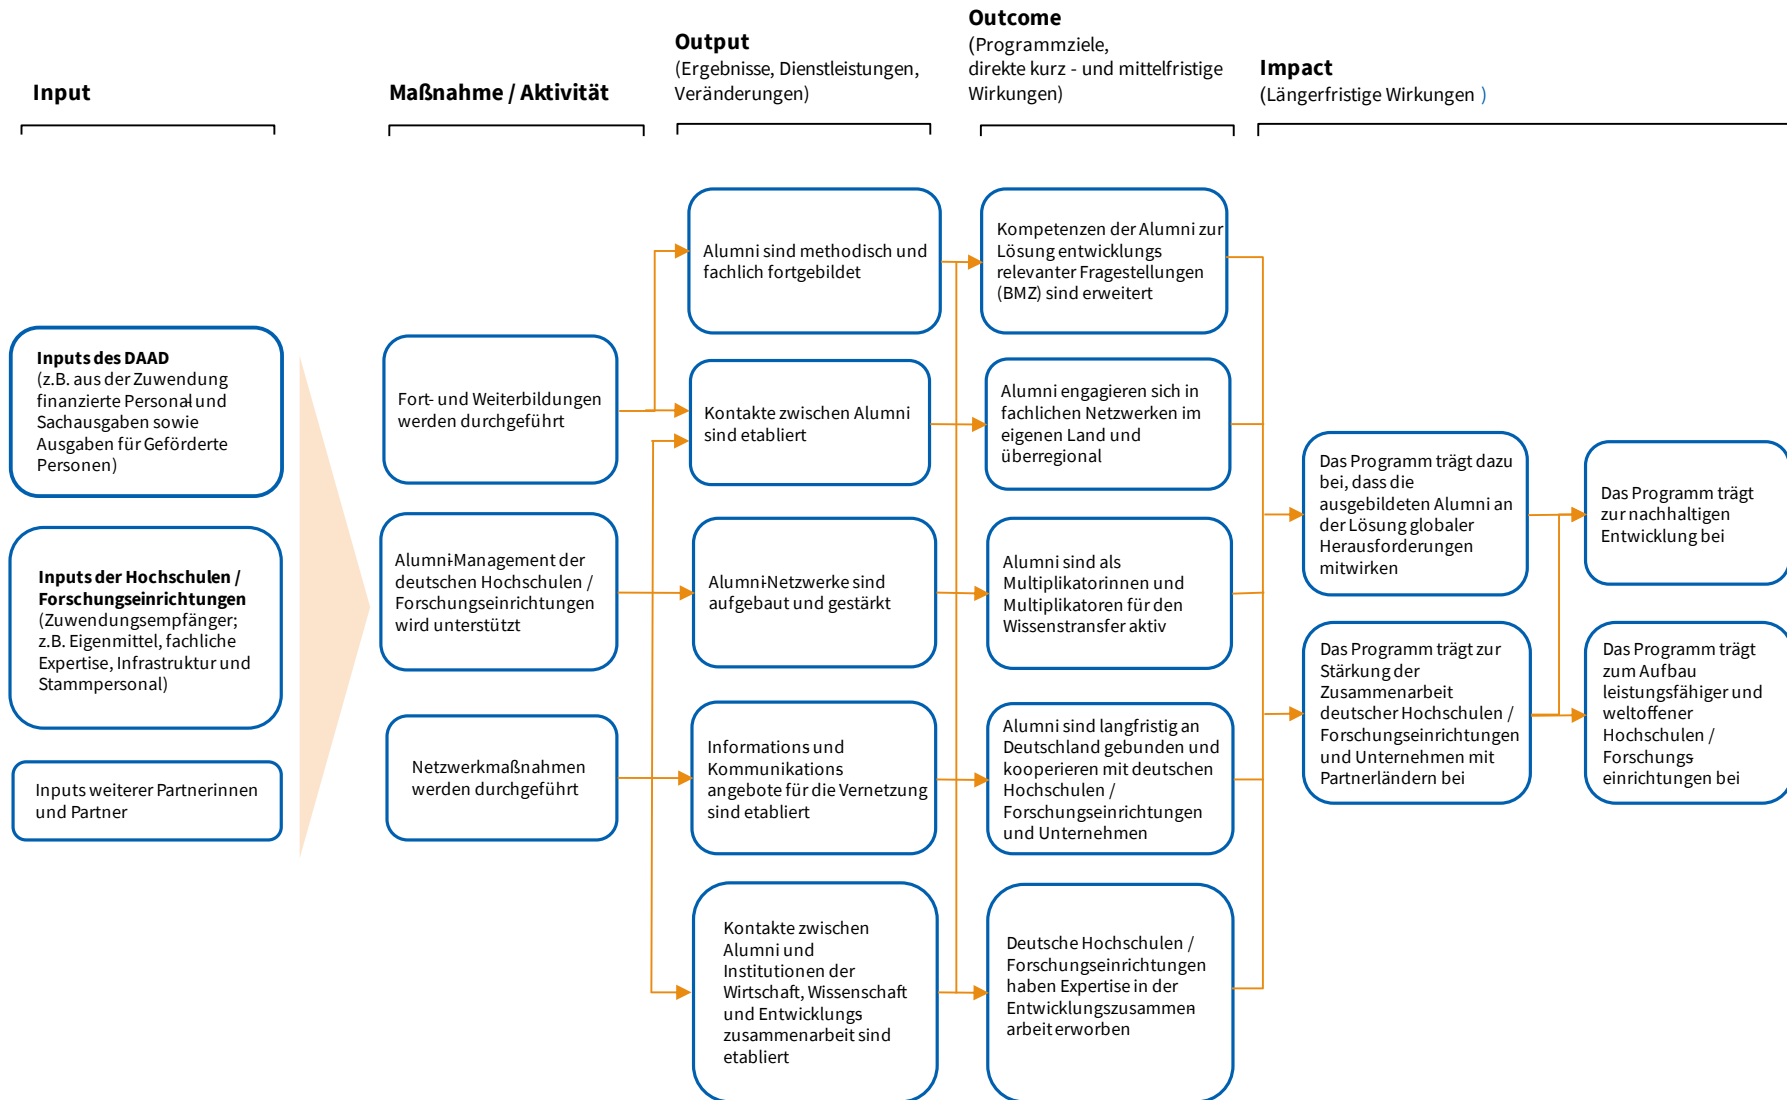 Input
Maßnahme / Aktivität
Output
(Ergebnisse, Dienstleistungen,
Veränderungen)
Outcome
(Programmziele,
direkte kurz - und mittelfristige
Wirkungen)
Impact
(Längerfristige Wirkungen )
Inputs des DAAD
(z.B. aus der Zuwendung
finanzierte Personal- und
Sachausgaben sowie
Ausgaben für Geförderte
Personen)
Inputs der Hochschulen /
Forschungseinrichtungen
(Zuwendungsempfänger;
z.B. Eigenmittel, fachliche
Expertise, Infrastruktur und
Stammpersonal)
Inputs weiterer Partnerinnen
und Partner
Fort- und Weiterbildungen
werden durchgeführt
Alumni-Management der
deutschen Hochschulen /
Forschungseinrichtungen
wird unterstützt
Netzwerkmaßnahmen
werden durchgeführt
Alumni sind methodisch und
fachlich fortgebildet
Kontakte zwischen Alumni
sind etabliert
Alumni-Netzwerke sind
aufgebaut und gestärkt
Informations und
Kommunikations-
angebote für die Vernetzung
sind etabliert
Kontakte zwischen
Alumni und
Institutionen der
Wirtschaft, Wissenschaft
und Entwicklungs-
zusammenarbeit sind
etabliert
Kompetenzen der Alumni zur
Lösung entwicklungs
relevanter Fragestellungen
(BMZ) sind erweitert
Alumni engagieren sich in
fachlichen Netzwerken im
eigenen Land und
überregional
Alumni sind als
Multiplikatorinnen und
Multiplikatoren für den
Wissenstransfer aktiv
Alumni sind langfristig an
Deutschland gebunden und
kooperieren mit deutschen
Hochschulen /
Forschungseinrichtungen
und Unternehmen
Deutsche Hochschulen /
Forschungseinrichtungen
haben Expertise in der
Entwicklungszusammen-
arbeit erworben
Das Programm trägt dazu
bei, dass die
ausgebildeten Alumni an
der Lösung globaler
Herausforderungen
mitwirken
Das Programm trägt zur
Stärkung der
Zusammenarbeit
deutscher Hochschulen /
Forschungseinrichtungen
und Unternehmen mit
Partnerländern bei
Das Programm trägt
zur nachhaltigen
Entwicklung bei
Das Programm trägt
zum Aufbau
leistungsfähiger und
weltoffener
Hochschulen /
Forschungs-
einrichtungen bei